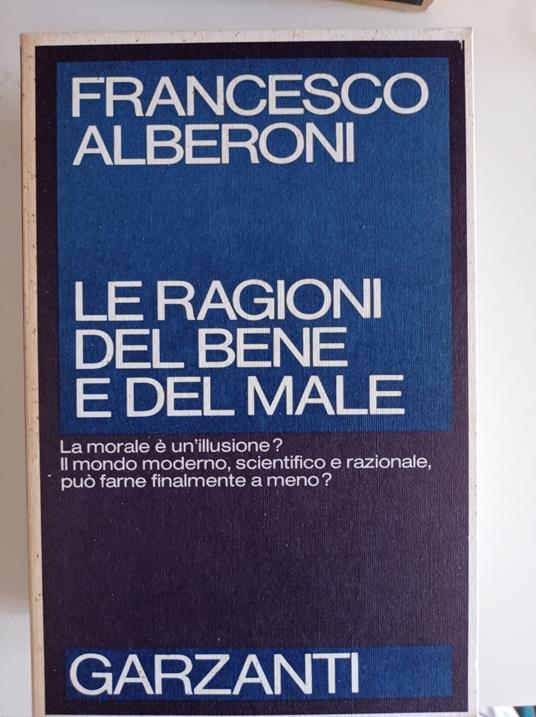 FRANCESCO
ALBERONI
LE RAGIONI
DEL BENE
E DEL MALE
La morale è un'illusione?
Il mondo moderno, scientifico e razionale,
può farne finalmente a meno?
GARZANTI